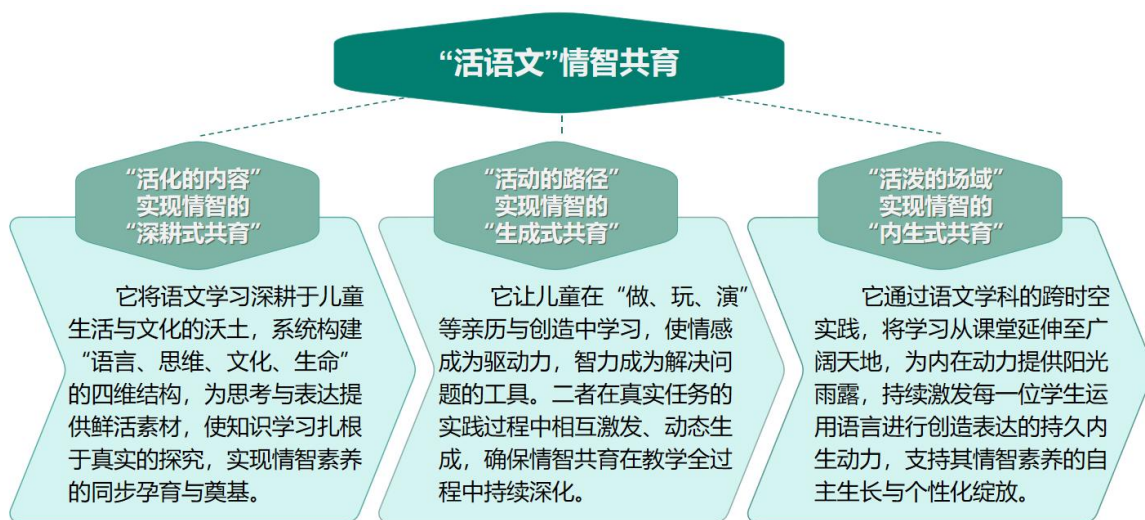 “活语文”情智共育
“活化的内容”
实现情智的
“深耕式共育”
它将语文学习深耕于儿童
生活与文化的沃土，系统构建
“语言、思维、文化、生命”
的四维结构，为思考与表达提
供鲜活素材，使知识学习扎根
于真实的探究，实现情智素养
的同步孕育与奠基。
“活动的路径”
实现情智的
“生成式共育”
它让儿童在“做、玩、演”
等亲历与创造中学习，使情感
成为驱动力，智力成为解决问
题的工具。二者在真实任务的
实践过程中相互激发、动态生
成，确保情智共育在教学全过
程中持续深化。
“活泼的场域”
实现情智的
“内生式共育”
它通过语文学科的跨时空
实践，将学习从课堂延伸至广
阔天地，为内在动力提供阳光
雨露，持续激发每一位学生运
用语言进行创造表达的持久内
生动力，支持其情智素养的自
主生长与个性化绽放。